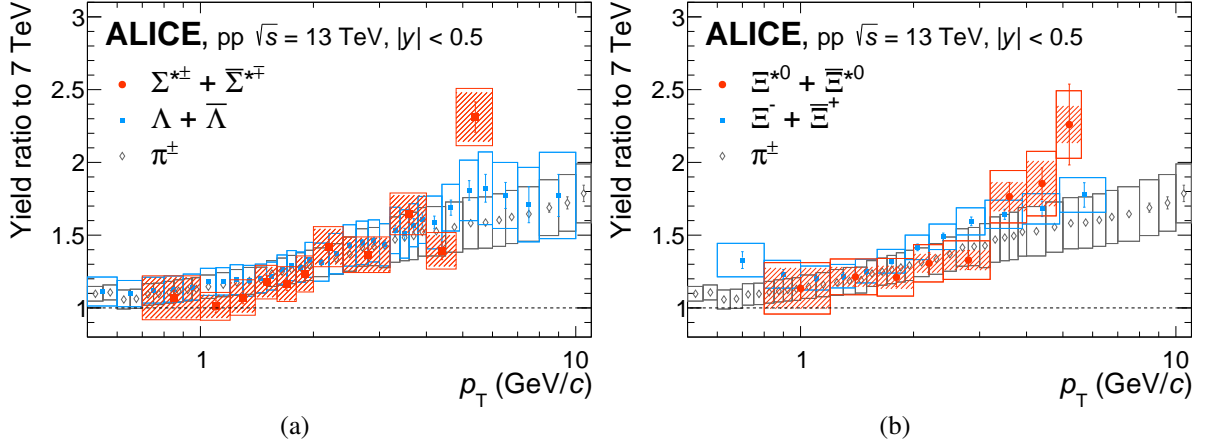 Yield ratio to 7 TeV
3
2.5
2
1.5
1
ALICE, pp √s = 13 TeV, |y| < 0.5
Σ*± + Σ̅*∓
Λ + Λ̅
π±
1
10
p_T (GeV/c)
(a)
Yield ratio to 7 TeV
3
2.5
2
1.5
1
ALICE, pp √s = 13 TeV, |y| < 0.5
Ξ*0 + Ξ̅*0
Ξ- + Ξ̅+
π±
1
10
p_T (GeV/c)
(b)